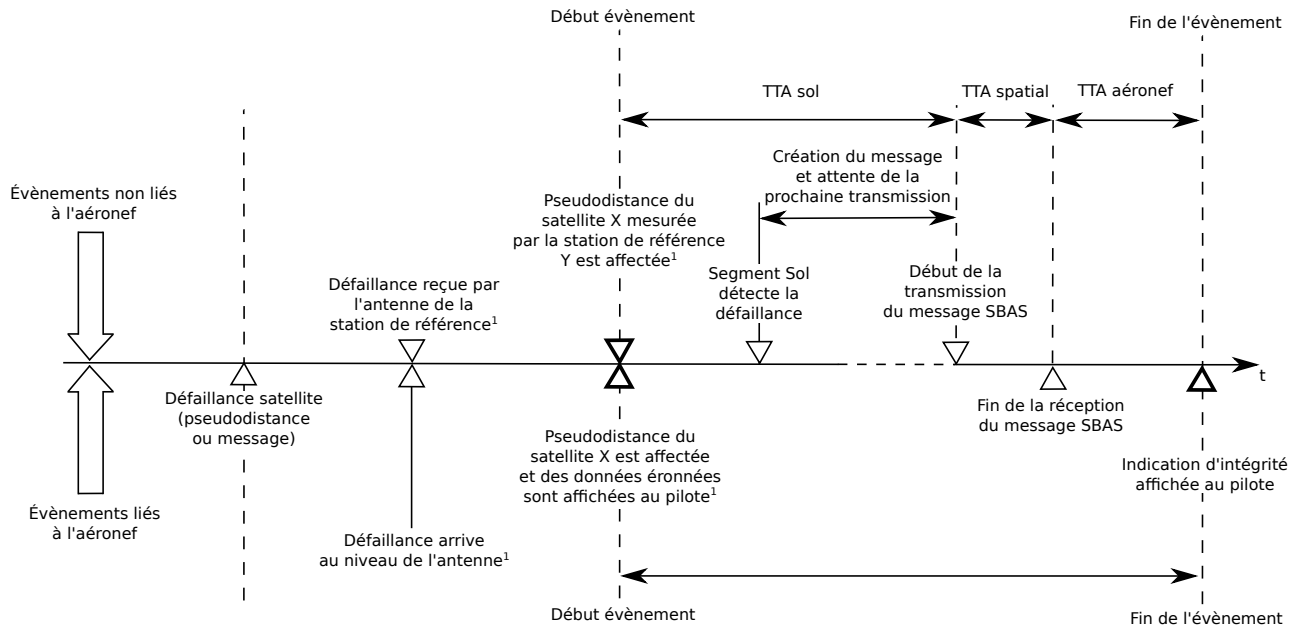 Début évènement
Fin de l'évènement
TTA sol
TTA spatial
TTA aéronef
Création du message
et attente de la
prochaine transmission
Évènements non liés
à l'aéronef
Pseudodistance du
satellite X mesurée
par la station de référence
Y est affectée¹
Défaillance reçue par
l'antenne de la
station de référence¹
Segment Sol
détecte la
défaillance
Début de la
transmission
du message SBAS
t
Défaillance satellite
(pseudodistance
ou message)
Fin de la réception
du message SBAS
Pseudodistance du
satellite X est affectée
et des données éronnées
sont affichées au pilote¹
Indication d'intégrité
affichée au pilote
Évènements liés
à l'aéronef
Défaillance arrive
au niveau de l'antenne¹
Début évènement
Fin de l'évènement